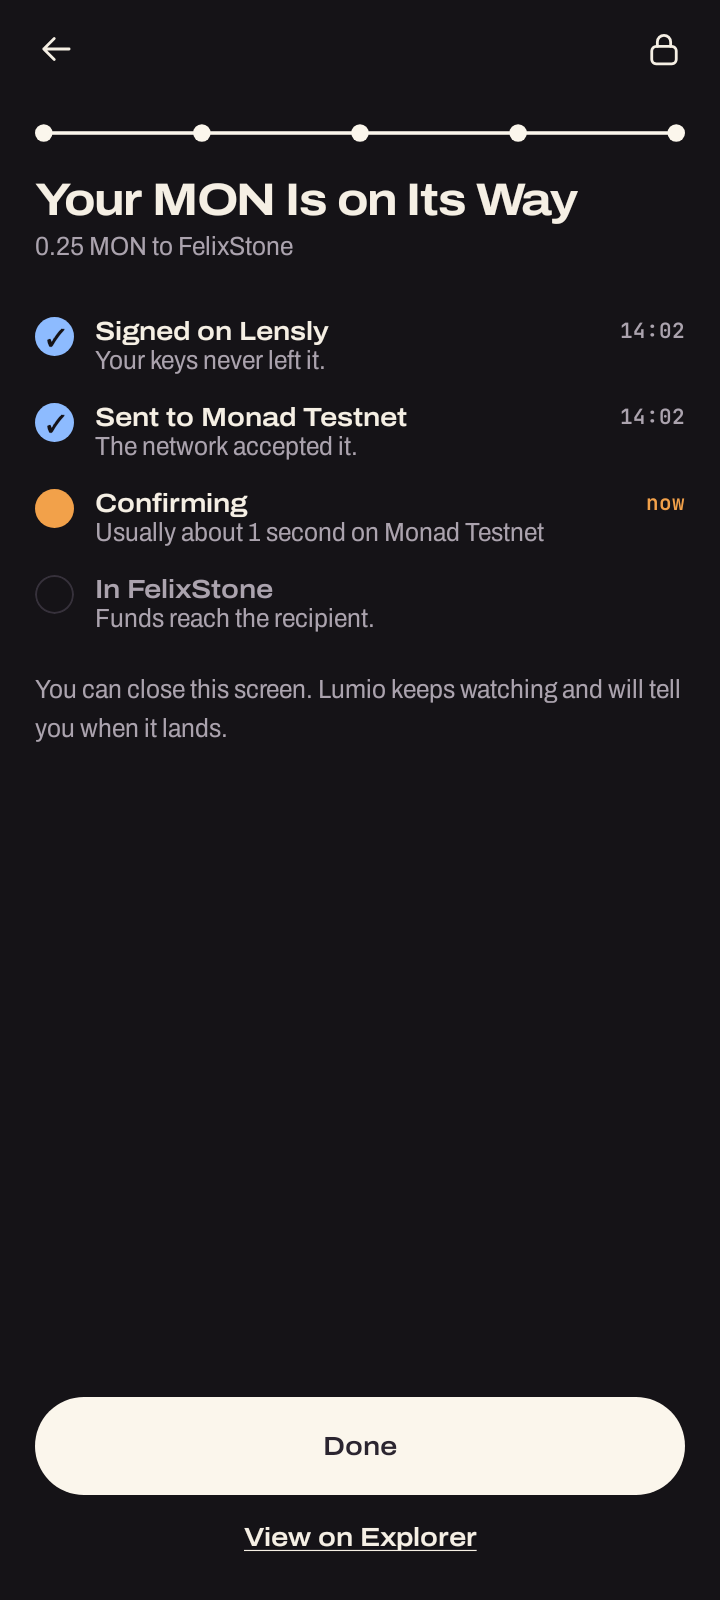 Your MON Is on Its Way
0.25 MON to FelixStone
Signed on Lensly
14:02
Your keys never left it.
Sent to Monad Testnet
14:02
The network accepted it.
Confirming
now
Usually about 1 second on Monad Testnet
In FelixStone
Funds reach the recipient.
You can close this screen. Lumio keeps watching and will tell
you when it lands.
Done
View on Explorer